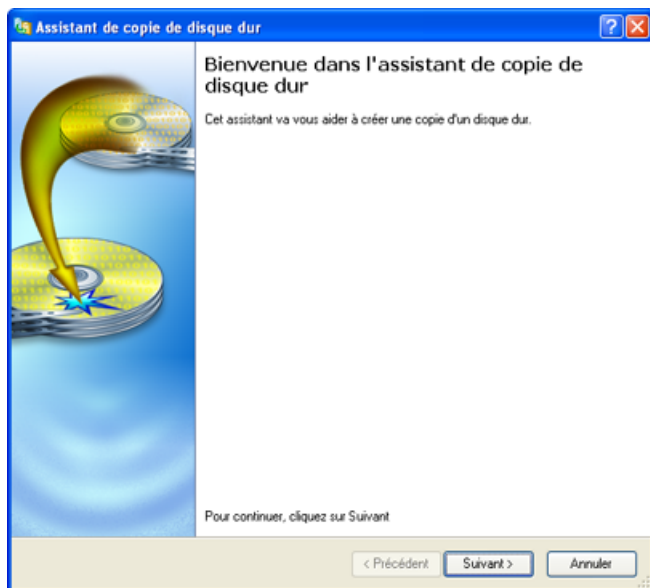 Assistant de copie de disque dur
Bienvenue dans l'assistant de copie de
disque dur
Cet assistant va vous aider à créer une copie d'un disque dur.
Pour continuer, cliquez sur Suivant
< Précédent
Suivant >
Annuler